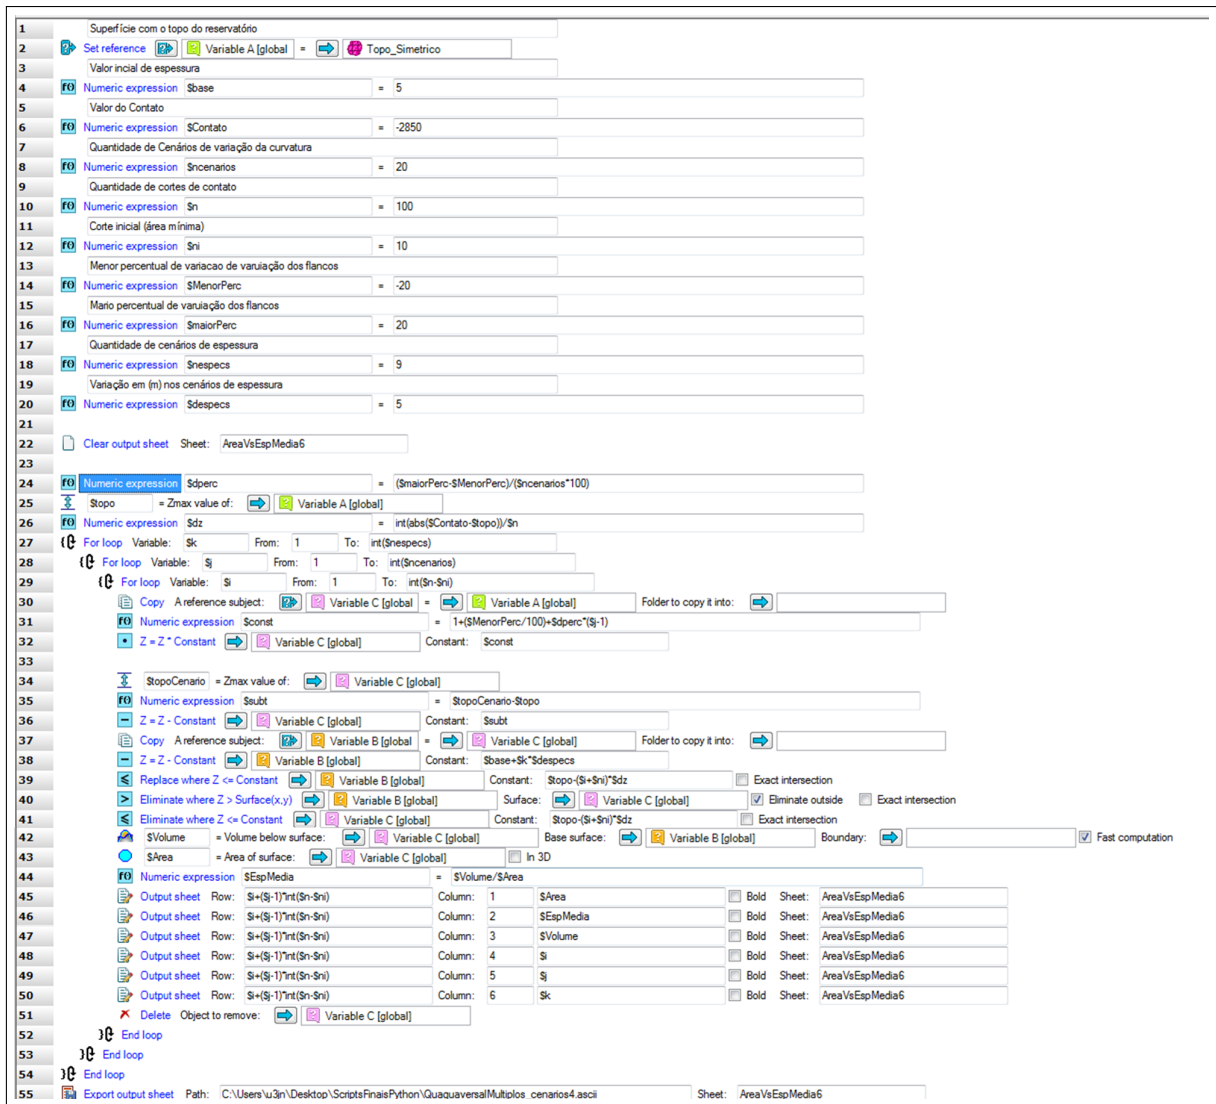 1 Superfície com o topo do reservatório
2 Set reference Variable A [global = Topo_Simetrico
3 Valor incial de espessura
4 f() Numeric expression $base = 5
5 Valor do Contato
6 f() Numeric expression $Contato = -2850
7 Quantidade de Cenários de variação da curvatura
8 f() Numeric expression $ncenarios = 20
9 Quantidade de cortes de contato
10 f() Numeric expression $n = 100
11 Corte inicial (área mínima)
12 f() Numeric expression $ni = 10
13 Menor percentual de variacao de varuiação dos flancos
14 f() Numeric expression $MenorPerc = -20
15 Mario percentual de varuiação dos flancos
16 f() Numeric expression $maiorPerc = 20
17 Quantidade de cenários de espessura
18 f() Numeric expression $nespecs = 9
19 Variação em (m) nos cenários de espessura
20 f() Numeric expression $despecs = 5
21
22 Clear output sheet Sheet: AreaVsEspMedia6
23
24 f() Numeric expression $dperc = ($maiorPerc-$MenorPerc)/($ncenarios*100)
25 $topo = Zmax value of: Variable A [global]
26 f() Numeric expression $dz = int(abs($Contato-$topo))/$n
27 For loop Variable: $k From: 1 To: int($nespecs)
28 For loop Variable: $j From: 1 To: int($ncenarios)
29 For loop Variable: $i From: 1 To: int($n-$ni)
30 Copy A reference subject: Variable C [global = Variable A [global] Folder to copy it into:
31 f() Numeric expression $const = 1+($MenorPerc/100)+$dperc*($j-1)
32 Z = Z * Constant Variable C [global] Constant: $const
33
34 $topoCenario = Zmax value of: Variable C [global]
35 f() Numeric expression $subt = $topoCenario-$topo
36 Z = Z - Constant Variable C [global] Constant: $subt
37 Copy A reference subject: Variable B [global = Variable C [global] Folder to copy it into:
38 Z = Z - Constant Variable B [global] Constant: $base+$k*$despecs
39 Replace where Z <= Constant Variable B [global] Constant: $topo-($i+$ni)*$dz Exact intersection
40 Eliminate where Z > Surface(x,y) Variable B [global] Surface: Variable C [global] Eliminate outside Exact intersection
41 Eliminate where Z <= Constant Variable C [global] Constant: $topo-($i+$ni)*$dz Exact intersection
42 $Volume = Volume below surface: Variable C [global] Base surface: Variable B [global] Boundary: Fast computation
43 $Area = Area of surface: Variable C [global] In 3D
44 f() Numeric expression $EspMedia = $Volume/$Area
45 Output sheet Row: $i+($j-1)*int($n-$ni) Column: 1 $Area Bold Sheet: AreaVsEspMedia6
46 Output sheet Row: $i+($j-1)*int($n-$ni) Column: 2 $EspMedia Bold Sheet: AreaVsEspMedia6
47 Output sheet Row: $i+($j-1)*int($n-$ni) Column: 3 $Volume Bold Sheet: AreaVsEspMedia6
48 Output sheet Row: $i+($j-1)*int($n-$ni) Column: 4 $i Bold Sheet: AreaVsEspMedia6
49 Output sheet Row: $i+($j-1)*int($n-$ni) Column: 5 $j Bold Sheet: AreaVsEspMedia6
50 Output sheet Row: $i+($j-1)*int($n-$ni) Column: 6 $k Bold Sheet: AreaVsEspMedia6
51 Delete Object to remove: Variable C [global]
52 End loop
53 End loop
54 End loop
55 Export output sheet Path: C:\Users\u3jn\Desktop\ScriptsFinaisPython\QuaquaversalMultiplos_cenarios4.ascii Sheet: AreaVsEspMedia6